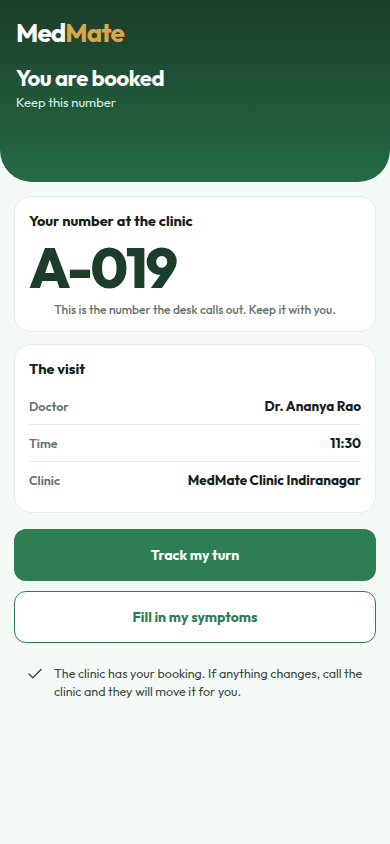 MedMate
You are booked
Keep this number
Your number at the clinic
A-019
This is the number the desk calls out. Keep it with you.
The visit
Doctor Dr. Ananya Rao
Time 11:30
Clinic MedMate Clinic Indiranagar
Track my turn
Fill in my symptoms
The clinic has your booking. If anything changes, call the
clinic and they will move it for you.